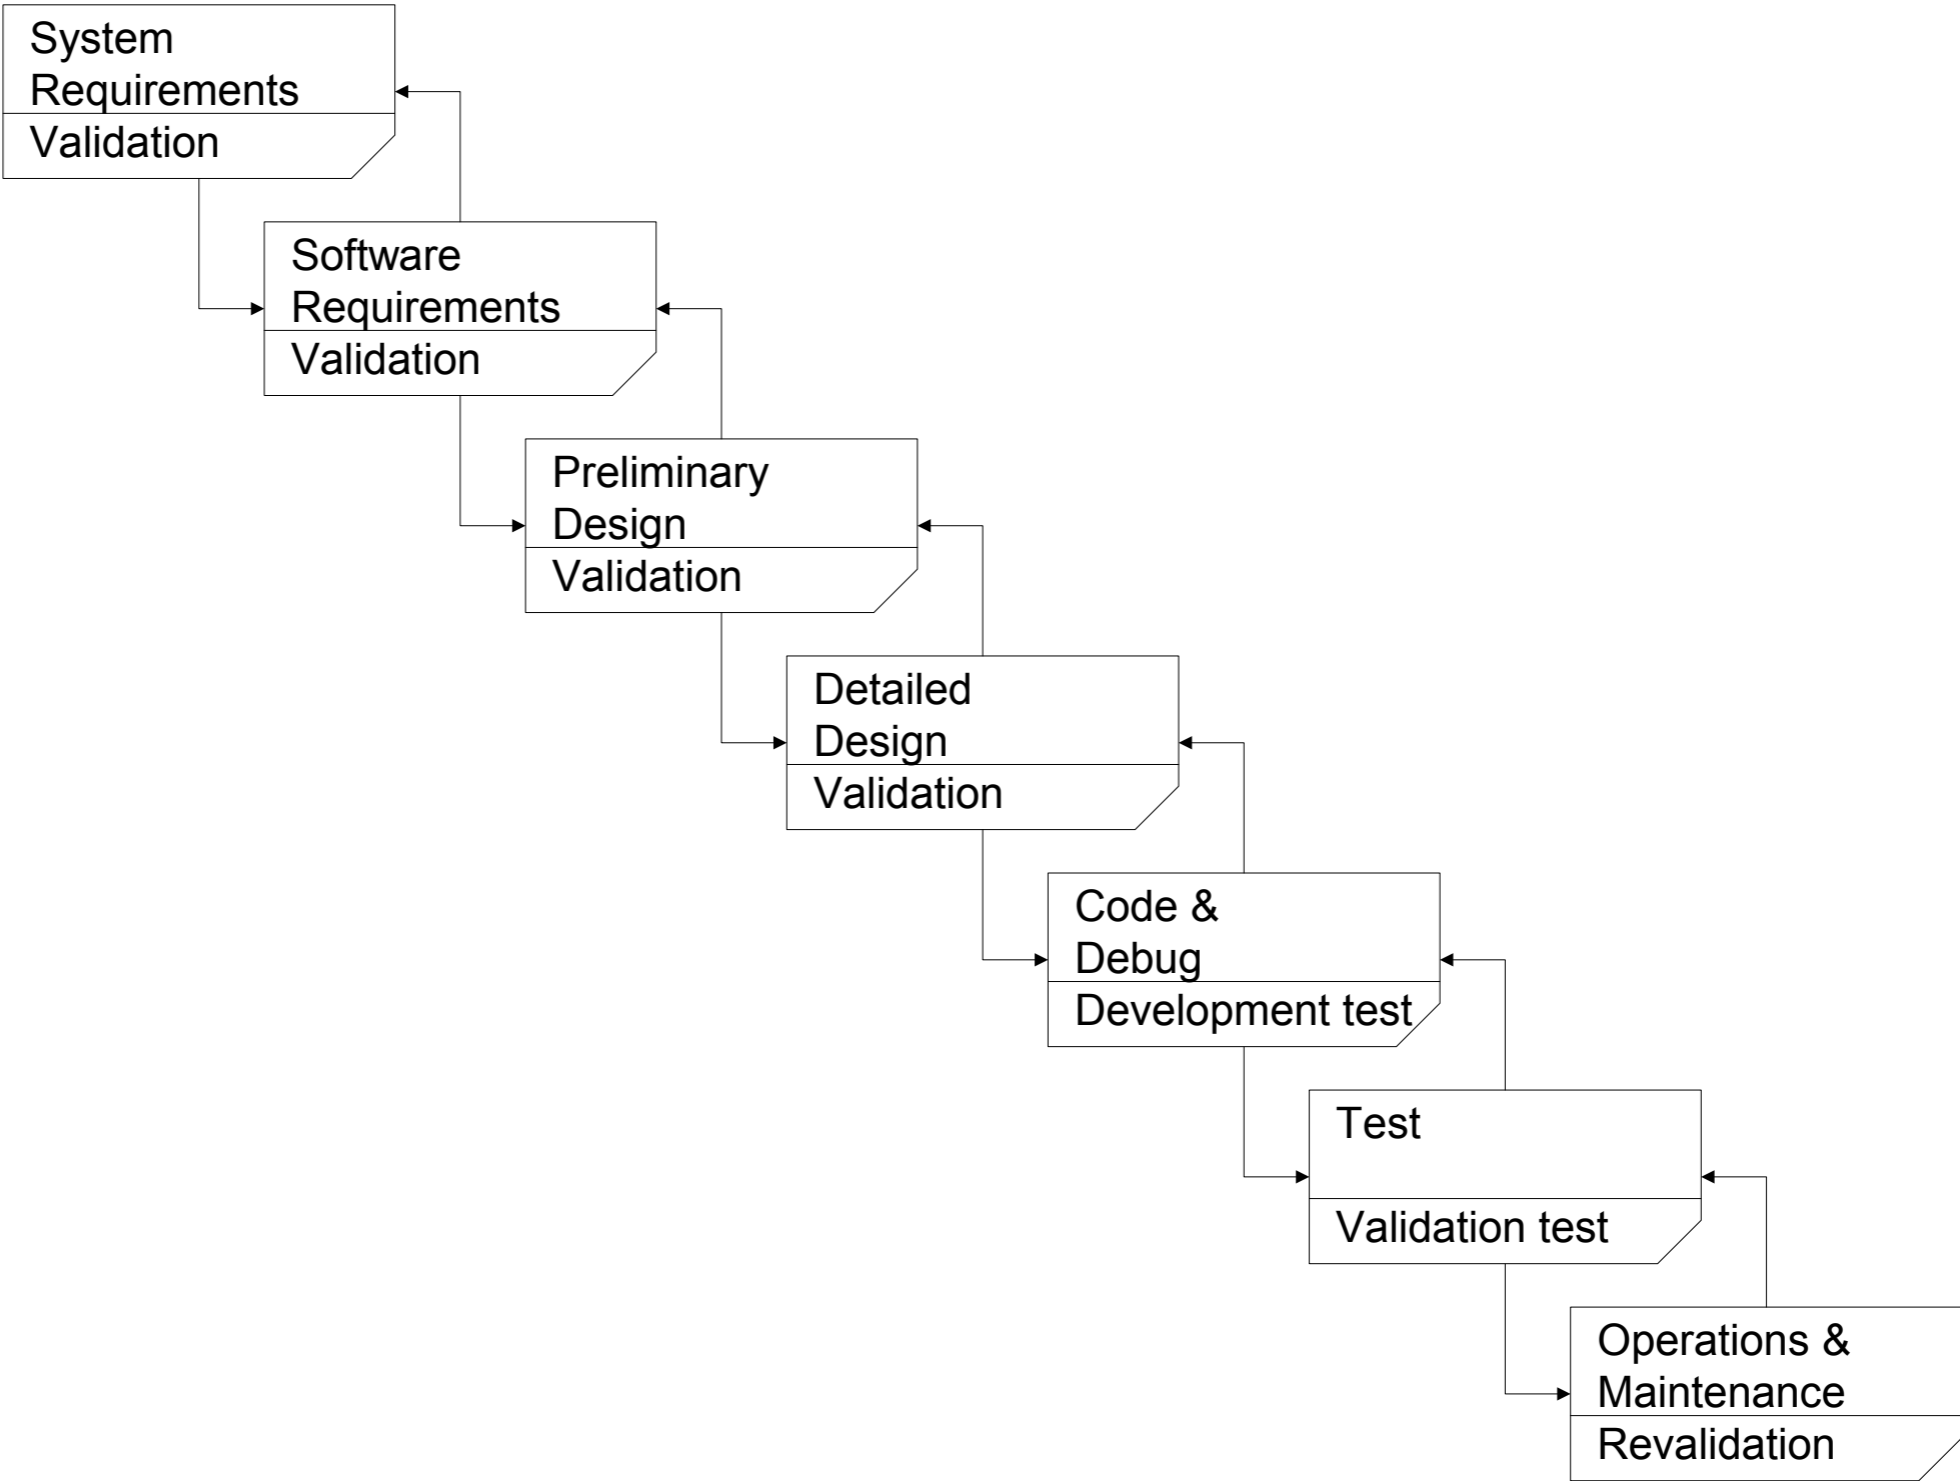 System
Requirements
Validation
Software
Requirements
Validation
Preliminary
Design
Validation
Detailed
Design
Validation
Code &
Debug
Development test
Test
Validation test
Operations &
Maintenance
Revalidation